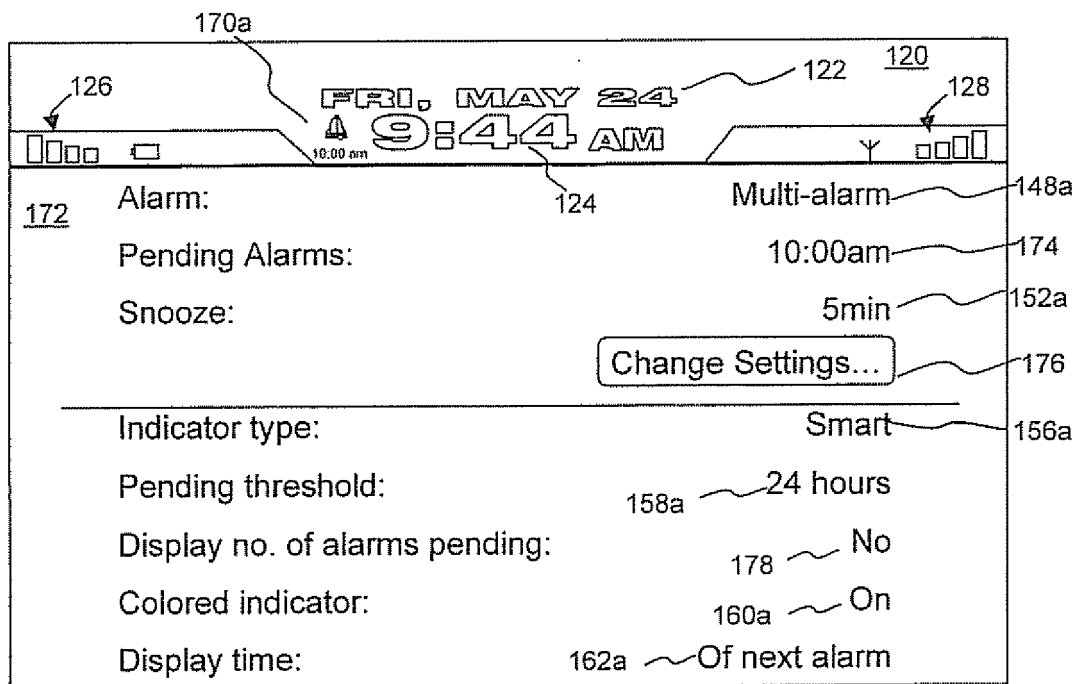 170a
120
126
FRI, MAY 24
122
128
9:44 AM
10:00 am
124
172
Alarm: Multi-alarm 148a
Pending Alarms: 10:00am 174
Snooze: 5min 152a
Change Settings... 176
Indicator type: Smart 156a
Pending threshold: 158a 24 hours
Display no. of alarms pending: 178 No
Colored indicator: 160a On
Display time: 162a Of next alarm